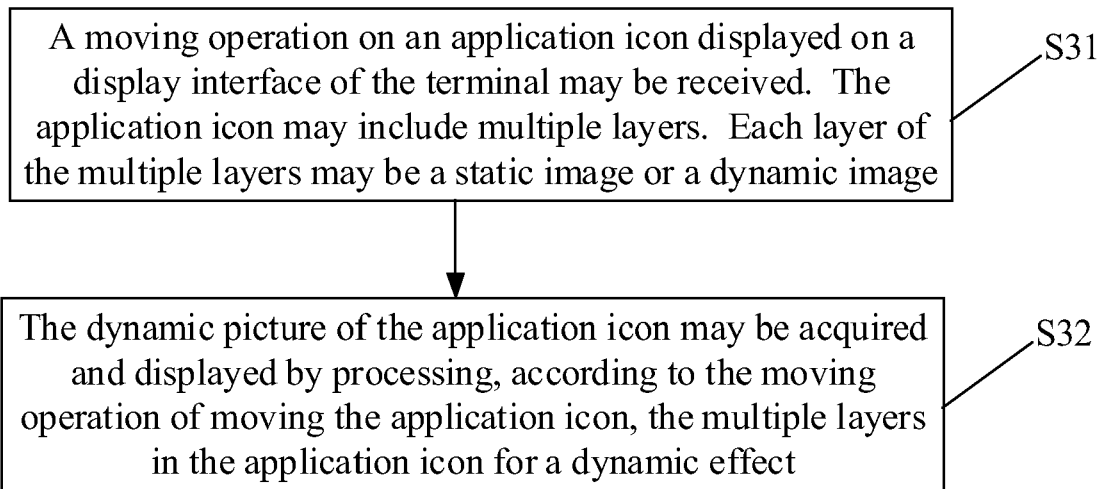 A moving operation on an application icon displayed on a
display interface of the terminal may be received.  The
application icon may include multiple layers.  Each layer of
the multiple layers may be a static image or a dynamic image
S31
The dynamic picture of the application icon may be acquired
and displayed by processing, according to the moving
operation of moving the application icon, the multiple layers
in the application icon for a dynamic effect
S32